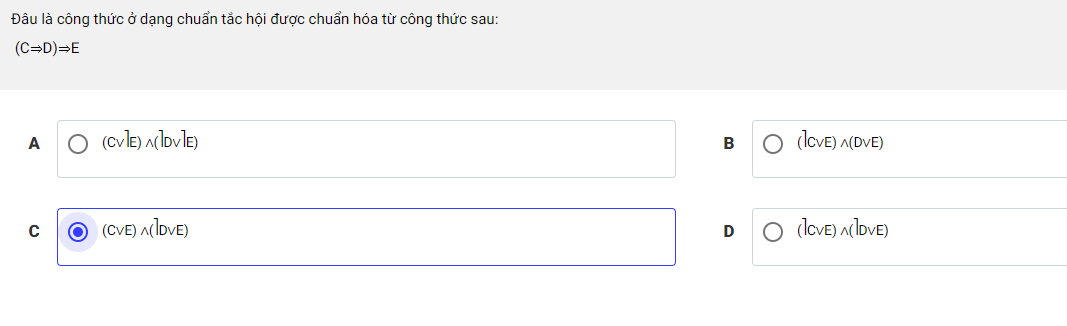 Đâu là công thức ở dạng chuẩn tắc hội được chuẩn hóa từ công thức sau:
(C⇒D)⇒E
A (C∨⏋E) ∧(⏋D∨⏋E)
B (⏋C∨E) ∧(D∨E)
C (C∨E) ∧(⏋D∨E)
D (⏋C∨E) ∧(⏋D∨E)